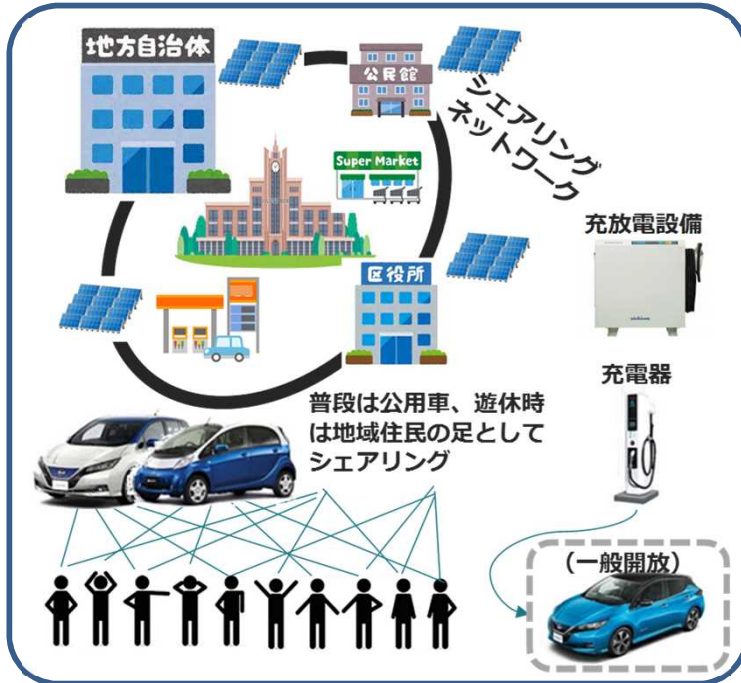 地方自治体
公民館
シェアリング
ネットワーク
Super Market
充放電設備
区役所
充電器
普段は公用車、遊休時
は地域住民の足として
シェアリング
(一般開放)